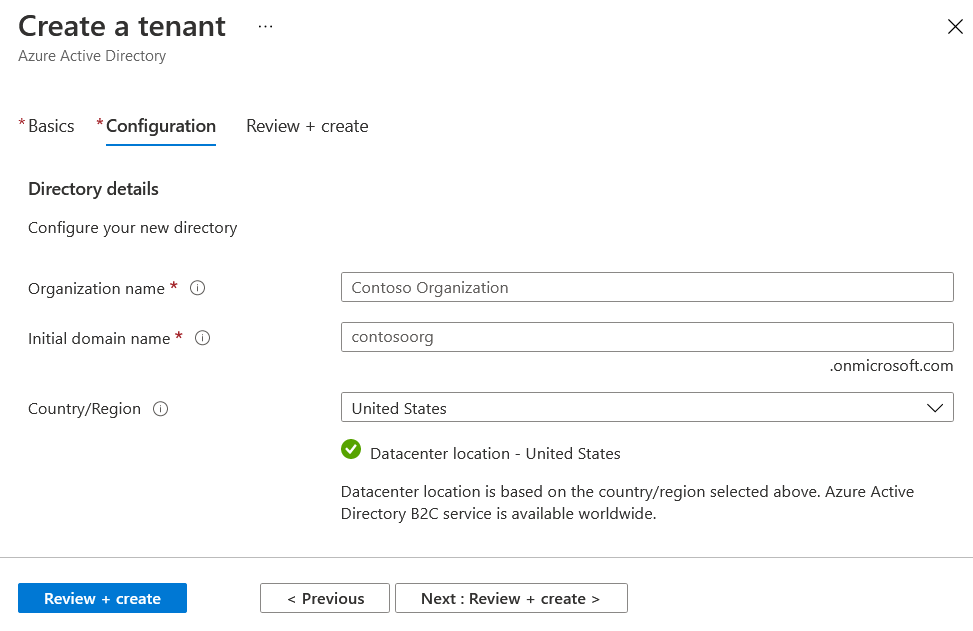 Create a tenant ...
Azure Active Directory
* Basics * Configuration Review + create
Directory details
Configure your new directory
Organization name * Contoso Organization
Initial domain name * contosoorg
.onmicrosoft.com
Country/Region United States
Datacenter location - United States
Datacenter location is based on the country/region selected above. Azure Active
Directory B2C service is available worldwide.
Review + create < Previous Next : Review + create >